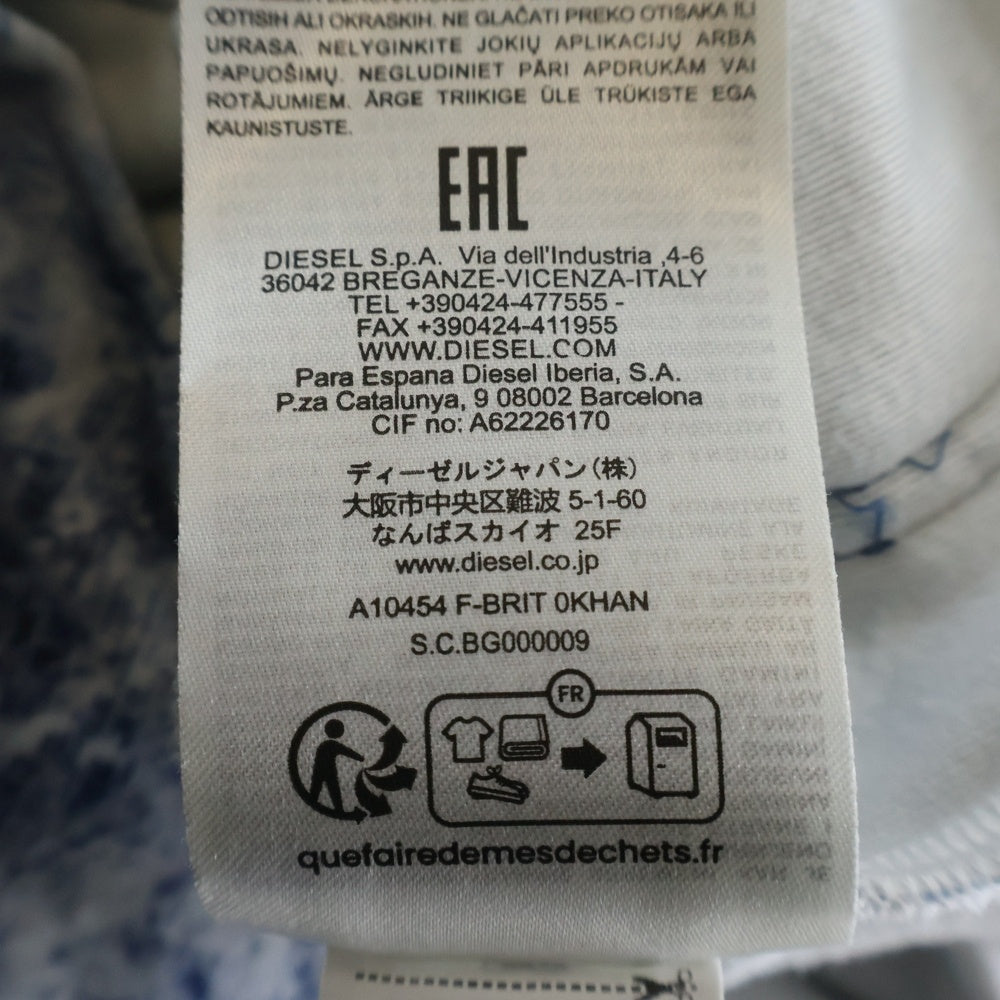 ODTISIH ALI OKRASKIH. NE GLAČATI PREKO OTISAKA ILI
UKRASA. NELYGINKITE JOKIŲ APLIKACIJŲ ARBA
PAPUOŠIMŲ. NEGLUDINIET PĀRI APDRUKĀM VAI
ROTĀJUMIEM. ÄRGE TRIIKIGE ÜLE TRÜKISTE EGA
KAUNISTUSTE.
EAC
DIESEL S.p.A. Via dell'Industria ,4-6
36042 BREGANZE-VICENZA-ITALY
TEL +390424-477555 -
FAX +390424-411955
WWW.DIESEL.COM
Para Espana Diesel Iberia, S.A.
P.za Catalunya, 9 08002 Barcelona
CIF no: A62226170
ディーゼルジャパン(株)
大阪市中央区難波 5-1-60
なんばスカイオ 25F
www.diesel.co.jp
A10454 F-BRIT 0KHAN
S.C.BG000009
FR
quefairedemesdechets.fr